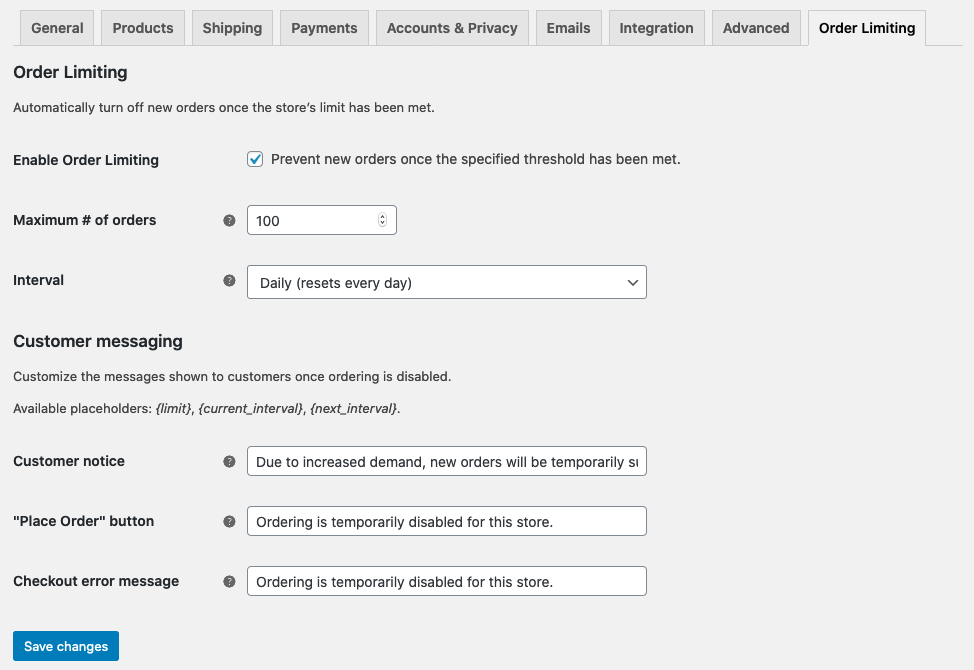 General Products Shipping Payments Accounts & Privacy Emails Integration Advanced Order Limiting
Order Limiting
Automatically turn off new orders once the store’s limit has been met.
Enable Order Limiting Prevent new orders once the specified threshold has been met.
Maximum # of orders ? 100
Interval ? Daily (resets every day)
Customer messaging
Customize the messages shown to customers once ordering is disabled.
Available placeholders: {limit}, {current_interval}, {next_interval}.
Customer notice ? Due to increased demand, new orders will be temporarily
"Place Order" button ? Ordering is temporarily disabled for this store.
Checkout error message ? Ordering is temporarily disabled for this store.
Save changes